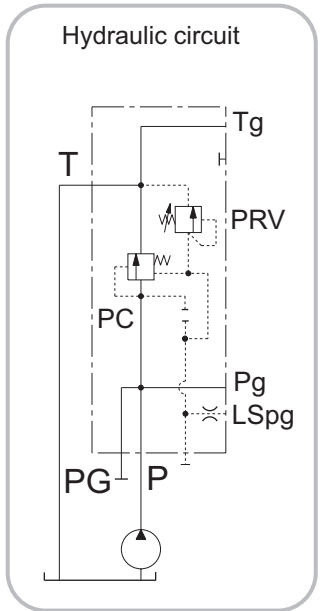 Hydraulic circuit
Tg
T
PRV
PC
Pg
LSpg
PG P